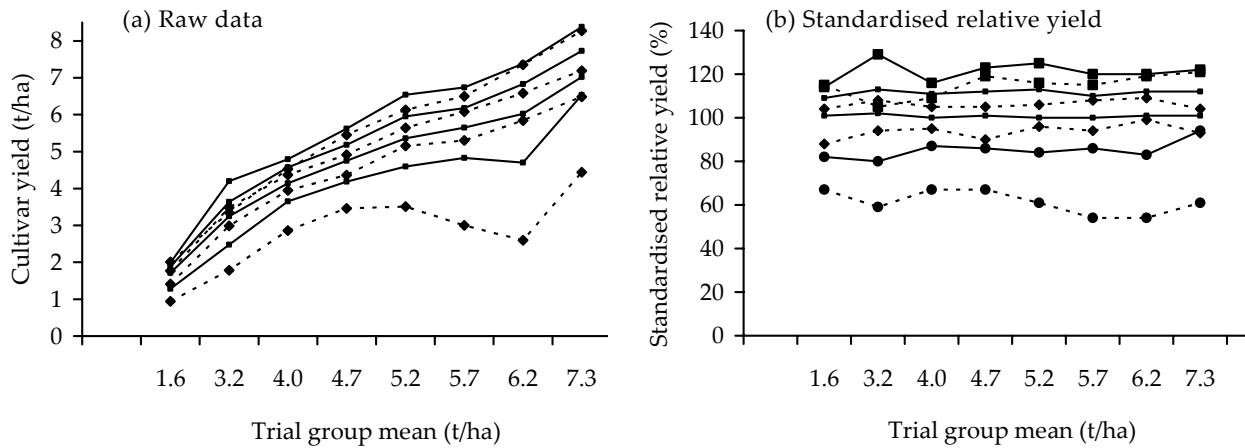 (a) Raw data
Cultivar yield (t/ha)
8
7
6
5
4
3
2
1
0
1.6 3.2 4.0 4.7 5.2 5.7 6.2 7.3
Trial group mean (t/ha)
(b) Standardised relative yield
Standardised relative yield (%)
140
120
100
80
60
40
20
0
1.6 3.2 4.0 4.7 5.2 5.7 6.2 7.3
Trial group mean (t/ha)